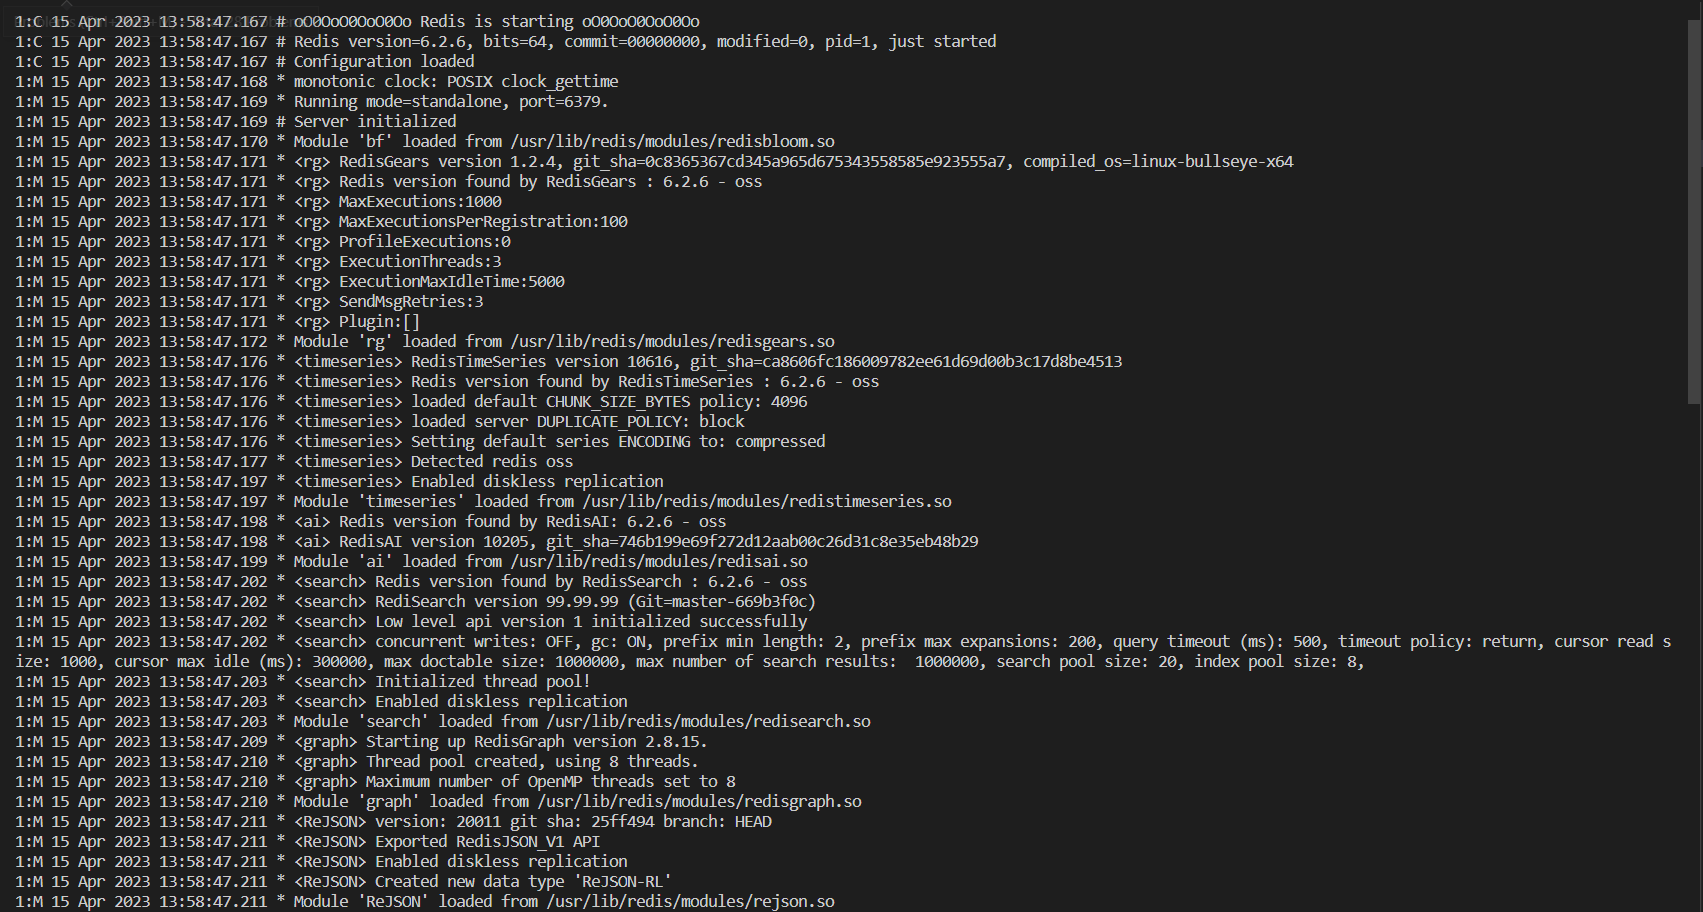 1:C 15 Apr 2023 13:58:47.167 # oO0OoO0OoO0Oo Redis is starting oO0OoO0OoO0Oo
1:C 15 Apr 2023 13:58:47.167 # Redis version=6.2.6, bits=64, commit=00000000, modified=0, pid=1, just started
1:C 15 Apr 2023 13:58:47.167 # Configuration loaded
1:M 15 Apr 2023 13:58:47.168 * monotonic clock: POSIX clock_gettime
1:M 15 Apr 2023 13:58:47.169 * Running mode=standalone, port=6379.
1:M 15 Apr 2023 13:58:47.169 # Server initialized
1:M 15 Apr 2023 13:58:47.170 * Module 'bf' loaded from /usr/lib/redis/modules/redisbloom.so
1:M 15 Apr 2023 13:58:47.171 * <rg> RedisGears version 1.2.4, git_sha=0c8365367cd345a965d675343558585e923555a7, compiled_os=linux-bullseye-x64
1:M 15 Apr 2023 13:58:47.171 * <rg> Redis version found by RedisGears : 6.2.6 - oss
1:M 15 Apr 2023 13:58:47.171 * <rg> MaxExecutions:1000
1:M 15 Apr 2023 13:58:47.171 * <rg> MaxExecutionsPerRegistration:100
1:M 15 Apr 2023 13:58:47.171 * <rg> ProfileExecutions:0
1:M 15 Apr 2023 13:58:47.171 * <rg> ExecutionThreads:3
1:M 15 Apr 2023 13:58:47.171 * <rg> ExecutionMaxIdleTime:5000
1:M 15 Apr 2023 13:58:47.171 * <rg> SendMsgRetries:3
1:M 15 Apr 2023 13:58:47.171 * <rg> Plugin:[]
1:M 15 Apr 2023 13:58:47.172 * Module 'rg' loaded from /usr/lib/redis/modules/redisgears.so
1:M 15 Apr 2023 13:58:47.176 * <timeseries> RedisTimeSeries version 10616, git_sha=ca8606fc186009782ee61d69d00b3c17d8be4513
1:M 15 Apr 2023 13:58:47.176 * <timeseries> Redis version found by RedisTimeSeries : 6.2.6 - oss
1:M 15 Apr 2023 13:58:47.176 * <timeseries> loaded default CHUNK_SIZE_BYTES policy: 4096
1:M 15 Apr 2023 13:58:47.176 * <timeseries> loaded server DUPLICATE_POLICY: block
1:M 15 Apr 2023 13:58:47.176 * <timeseries> Setting default series ENCODING to: compressed
1:M 15 Apr 2023 13:58:47.177 * <timeseries> Detected redis oss
1:M 15 Apr 2023 13:58:47.197 * <timeseries> Enabled diskless replication
1:M 15 Apr 2023 13:58:47.197 * Module 'timeseries' loaded from /usr/lib/redis/modules/redistimeseries.so
1:M 15 Apr 2023 13:58:47.198 * <ai> Redis version found by RedisAI: 6.2.6 - oss
1:M 15 Apr 2023 13:58:47.198 * <ai> RedisAI version 10205, git_sha=746b199e69f272d12aab00c26d31c8e35eb48b29
1:M 15 Apr 2023 13:58:47.199 * Module 'ai' loaded from /usr/lib/redis/modules/redisai.so
1:M 15 Apr 2023 13:58:47.202 * <search> Redis version found by RedisSearch : 6.2.6 - oss
1:M 15 Apr 2023 13:58:47.202 * <search> RediSearch version 99.99.99 (Git=master-669b3f0c)
1:M 15 Apr 2023 13:58:47.202 * <search> Low level api version 1 initialized successfully
1:M 15 Apr 2023 13:58:47.202 * <search> concurrent writes: OFF, gc: ON, prefix min length: 2, prefix max expansions: 200, query timeout (ms): 500, timeout policy: return, cursor read s
ize: 1000, cursor max idle (ms): 300000, max doctable size: 1000000, max number of search results:  1000000, search pool size: 20, index pool size: 8,
1:M 15 Apr 2023 13:58:47.203 * <search> Initialized thread pool!
1:M 15 Apr 2023 13:58:47.203 * <search> Enabled diskless replication
1:M 15 Apr 2023 13:58:47.203 * Module 'search' loaded from /usr/lib/redis/modules/redisearch.so
1:M 15 Apr 2023 13:58:47.209 * <graph> Starting up RedisGraph version 2.8.15.
1:M 15 Apr 2023 13:58:47.210 * <graph> Thread pool created, using 8 threads.
1:M 15 Apr 2023 13:58:47.210 * <graph> Maximum number of OpenMP threads set to 8
1:M 15 Apr 2023 13:58:47.210 * Module 'graph' loaded from /usr/lib/redis/modules/redisgraph.so
1:M 15 Apr 2023 13:58:47.211 * <ReJSON> version: 20011 git sha: 25ff494 branch: HEAD
1:M 15 Apr 2023 13:58:47.211 * <ReJSON> Exported RedisJSON_V1 API
1:M 15 Apr 2023 13:58:47.211 * <ReJSON> Enabled diskless replication
1:M 15 Apr 2023 13:58:47.211 * <ReJSON> Created new data type 'ReJSON-RL'
1:M 15 Apr 2023 13:58:47.211 * Module 'ReJSON' loaded from /usr/lib/redis/modules/rejson.so